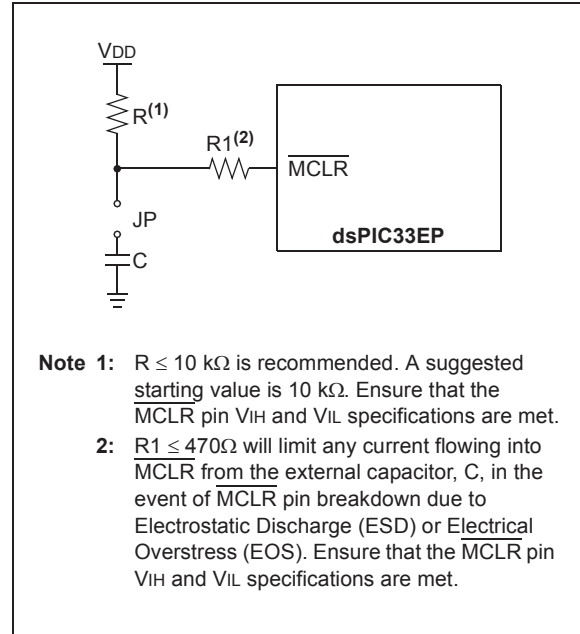 VDD
R(1)
R1(2)
MCLR
JP
dsPIC33EP
C
Note 1: R ≤ 10 kΩ is recommended. A suggested
starting value is 10 kΩ. Ensure that the
MCLR pin VIH and VIL specifications are met.
2: R1 ≤ 470Ω will limit any current flowing into
MCLR from the external capacitor, C, in the
event of MCLR pin breakdown due to
Electrostatic Discharge (ESD) or Electrical
Overstress (EOS). Ensure that the MCLR pin
VIH and VIL specifications are met.